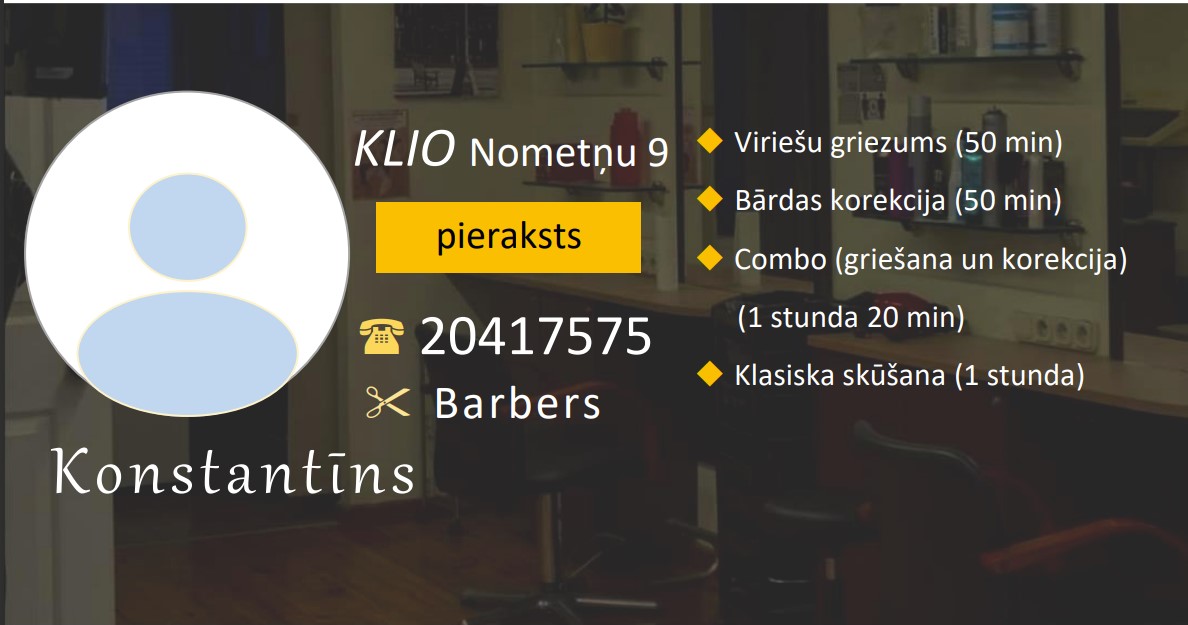 KLIO Nometņu 9
pieraksts
20417575
Barbers
Konstantīns
Viriešu griezums (50 min)
Bārdas korekcija (50 min)
Combo (griešana un korekcija)
(1 stunda 20 min)
Klasiska skūšana (1 stunda)